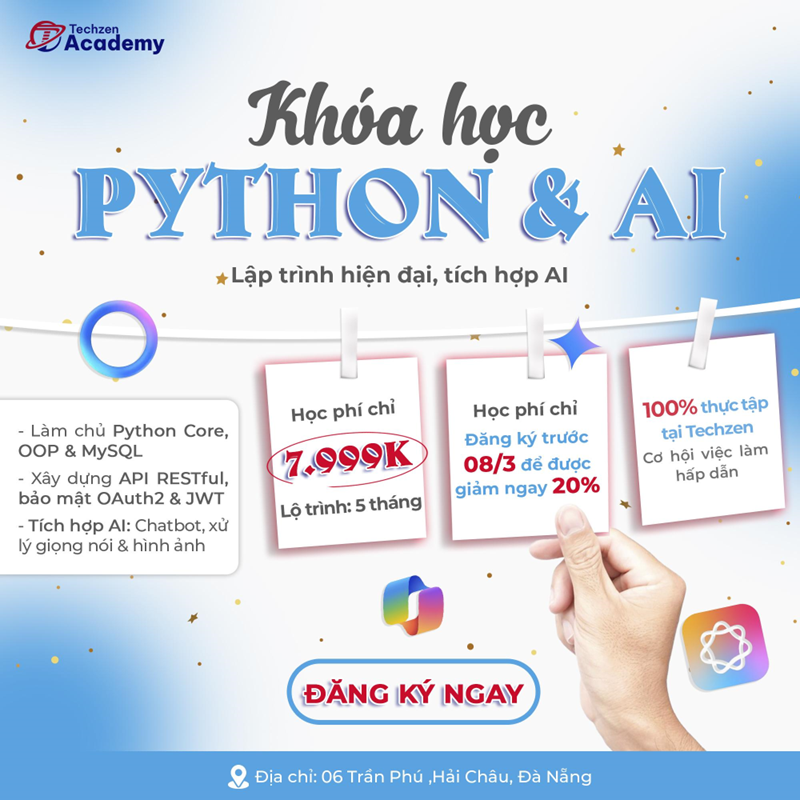 Techzen
Academy
Khóa học
PYTHON & AI
Lập trình hiện đại, tích hợp AI
- Làm chủ Python Core,
OOP & MySQL
- Xây dựng API RESTful,
bảo mật OAuth2 & JWT
- Tích hợp AI: Chatbot, xử
lý giọng nói & hình ảnh
Học phí chỉ
7.999K
Lộ trình: 5 tháng
Học phí chỉ
Đăng ký trước
08/3 để được
giảm ngay 20%
100% thực tập
tại Techzen
Cơ hội việc làm
hấp dẫn
ĐĂNG KÝ NGAY
Địa chỉ: 06 Trần Phú ,Hải Châu, Đà Nẵng